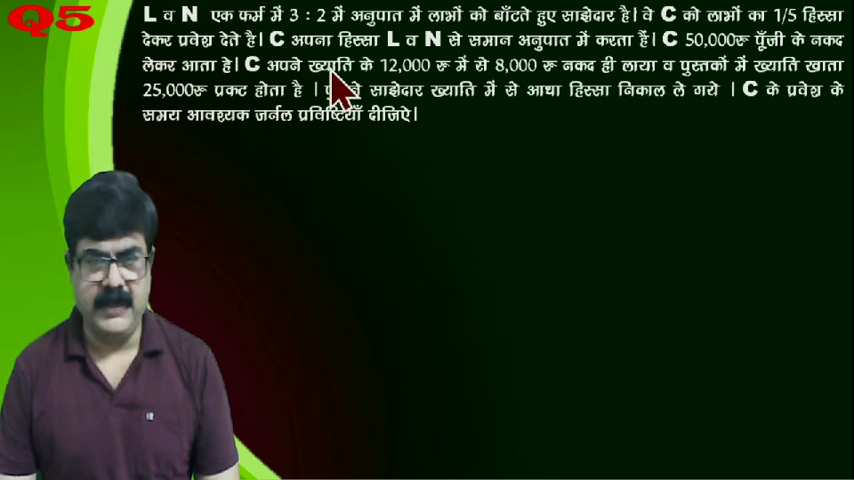 Q5
L व N एक फर्म में 3 : 2 में अनुपात में लाभों को बाँटते हुए साझेदार है। वे C को लाभों का 1/5 हिस्सा
देकर प्रवेश देते है। C अपना हिस्सा L व N से समान अनुपात में करता हैं। C 50,000रू पूँजी के नकद
लेकर आता हे। C अपने ख्याति के 12,000 रू में से 8,000 रू नकद ही लाया व पुस्तकों में ख्याति खाता
25,000रू प्रकट होता है । साझेदार ख्याति में से आधा हिस्सा निकाल ले गये । C के प्रवेश के
समय आवश्यक जर्नल प्रविष्टियाँ दीजिऐ।